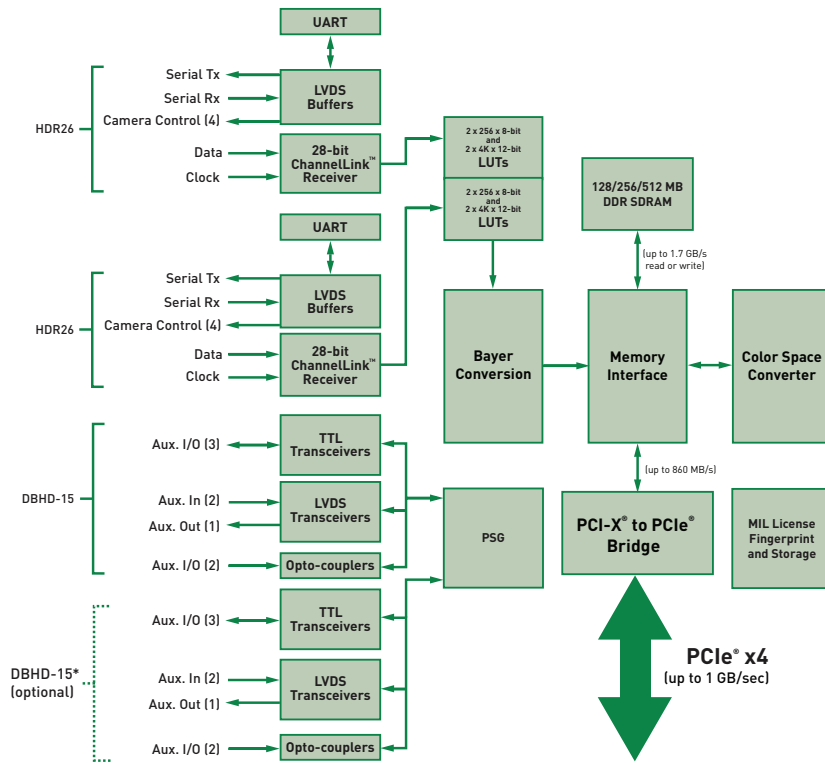 UART
Serial Tx
Serial Rx
Camera Control (4)
LVDS
Buffers
HDR26
Data
Clock
28-bit
ChannelLink™
Receiver
2 x 256 x 8-bit
and
2 x 4K x 12-bit
LUTs
2 x 256 x 8-bit
and
2 x 4K x 12-bit
LUTs
128/256/512 MB
DDR SDRAM
(up to 1.7 GB/s
read or write)
UART
Serial Tx
Serial Rx
Camera Control (4)
LVDS
Buffers
HDR26
Data
Clock
28-bit
ChannelLink™
Receiver
Bayer
Conversion
Memory
Interface
Color Space
Converter
(up to 860 MB/s)
DBHD-15
Aux. I/O (3)
TTL
Transceivers
Aux. In (2)
Aux. Out (1)
LVDS
Transceivers
Aux. I/O (2)
Opto-couplers
PSG
PCI-X® to PCIe®
Bridge
MIL License
Fingerprint
and Storage
DBHD-15*
(optional)
Aux. I/O (3)
TTL
Transceivers
Aux. In (2)
Aux. Out (1)
LVDS
Transceivers
Aux. I/O (2)
Opto-couplers
PCIe® x4
(up to 1 GB/sec)